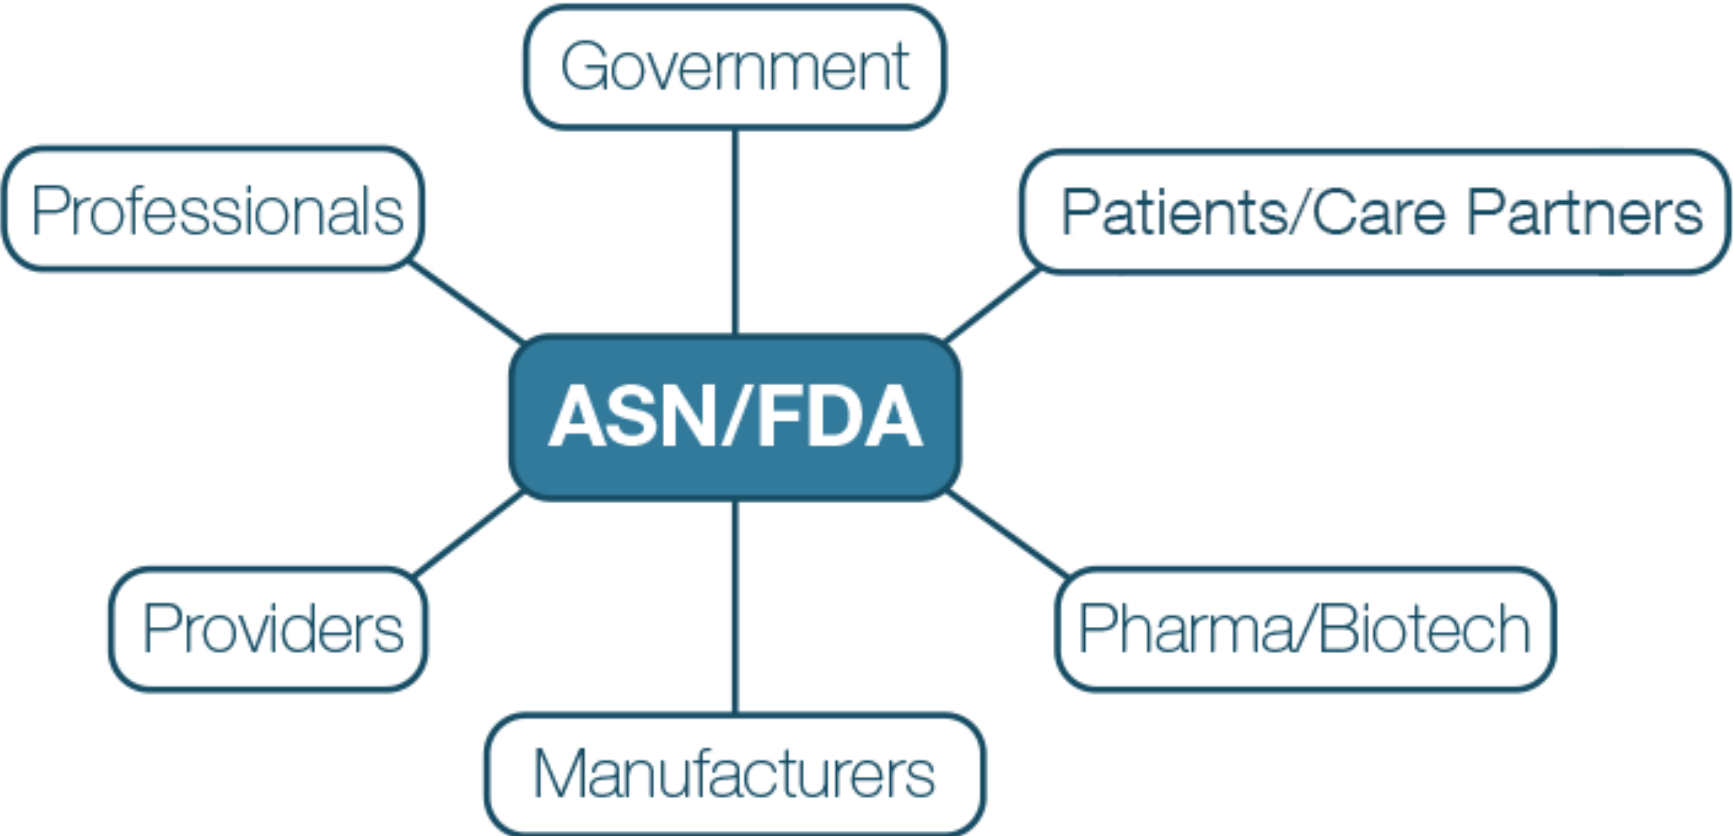 Government
Professionals
Patients/Care Partners
ASN/FDA
Providers
Pharma/Biotech
Manufacturers